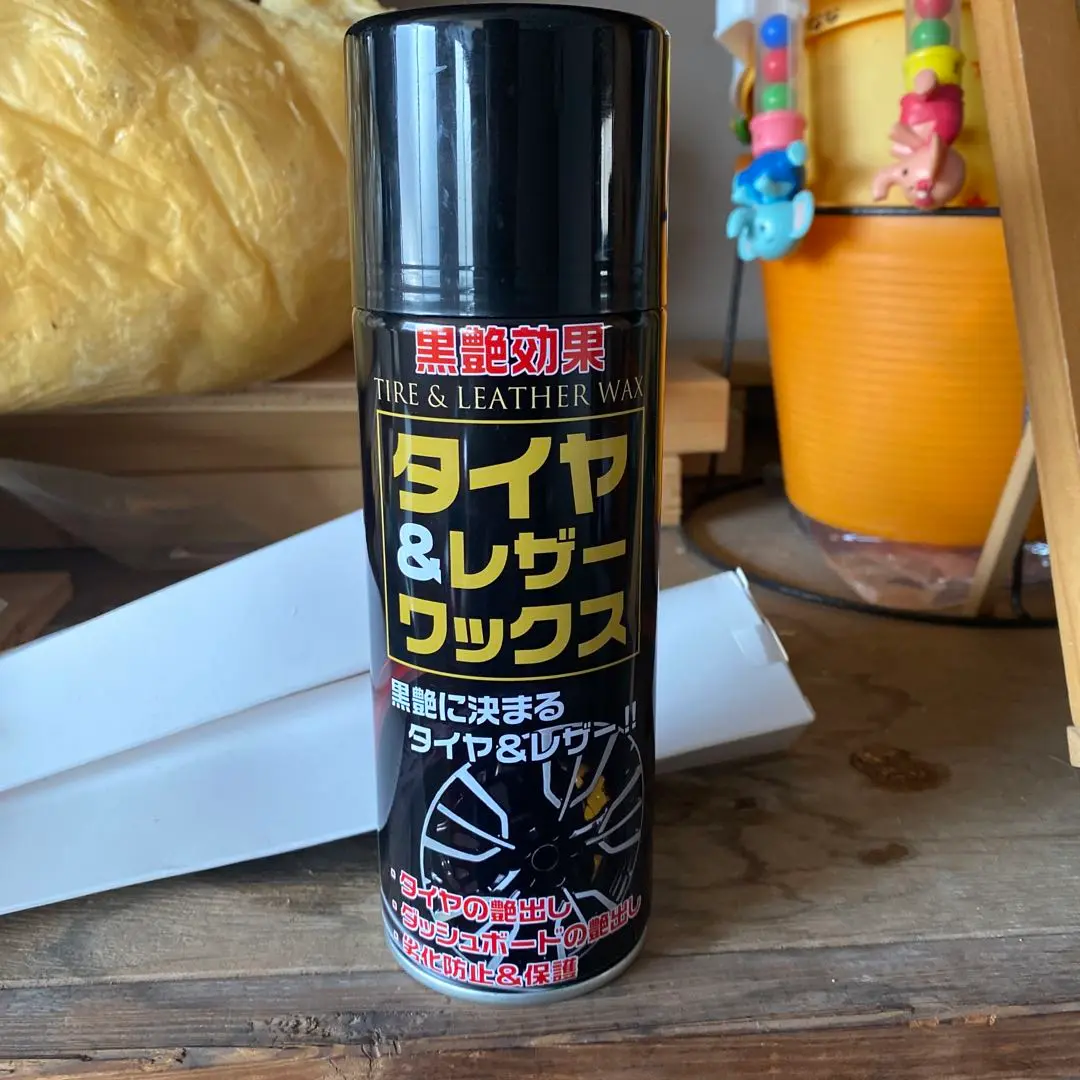 黒艶効果
TIRE & LEATHER WAX
タイヤ
&レザー
ワックス
黒艶に決まる
タイヤ&レザー!!
・タイヤの艶出し
・ダッシュボードの艶出し
・劣化防止&保護